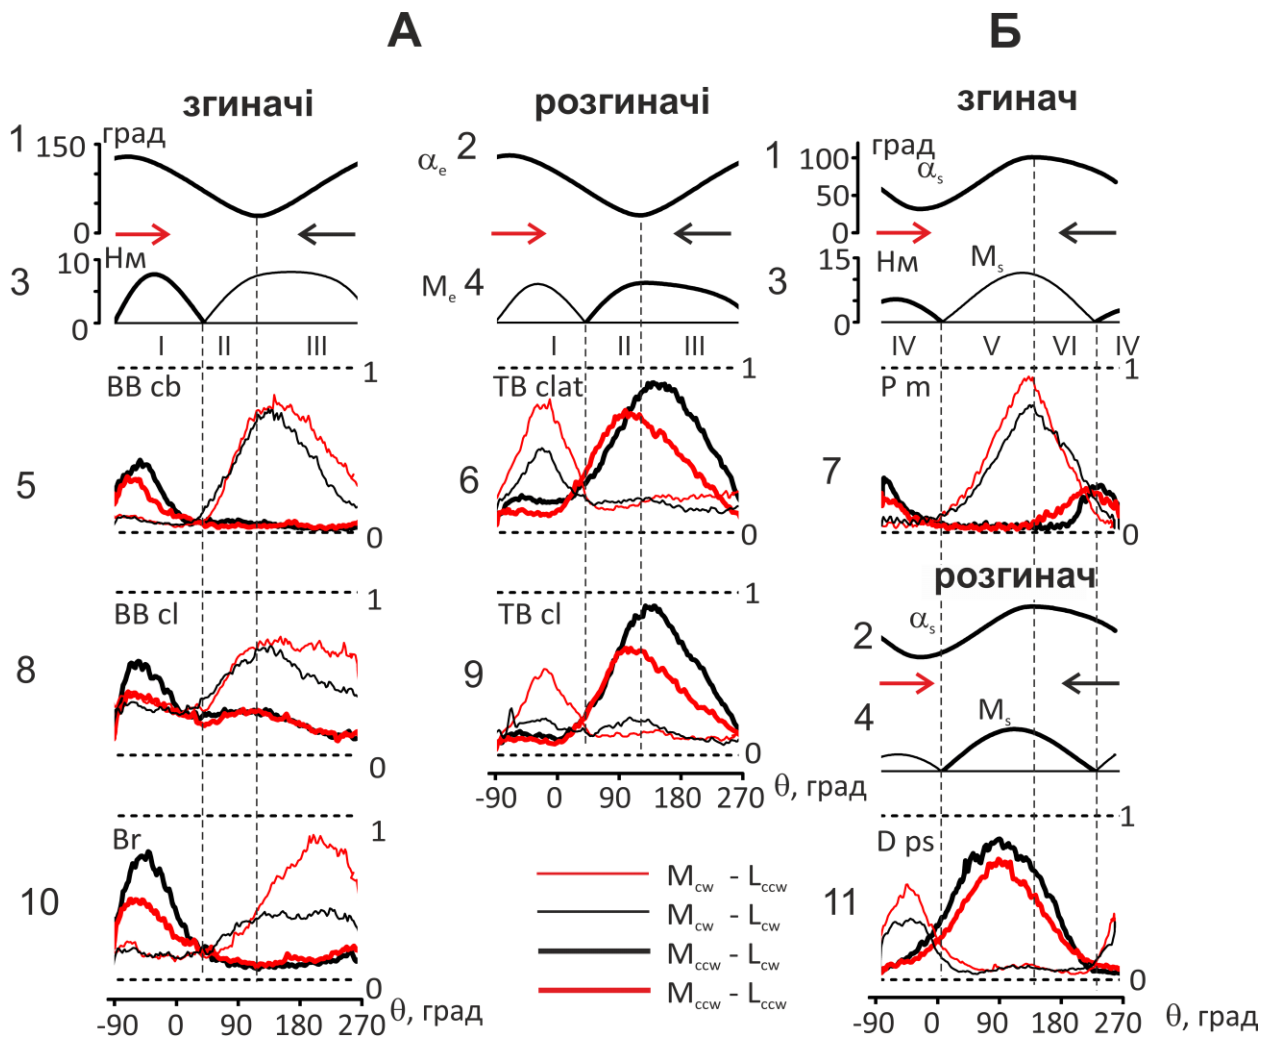 А
Б
згиначі
розгиначі
згинач
1
град
150
0
2
αe
1
град
100
50
0
αs
3
Нм
10
0
Me
4
3
Нм
15
0
Ms
I
II
III
I
II
III
IV
V
VI
IV
5
BB cb
1
0
6
TB clat
1
0
7
P m
1
0
розгинач
8
BB cl
1
0
9
TB cl
1
0
2
αs
4
Ms
-90
0
90
180
270
θ, град
10
Br
1
0
11
D ps
1
0
Mcw - Lccw
Mcw - Lcw
Mccw - Lcw
Mccw - Lccw
-90
0
90
180
270
θ, град
-90
0
90
180
270
θ, град